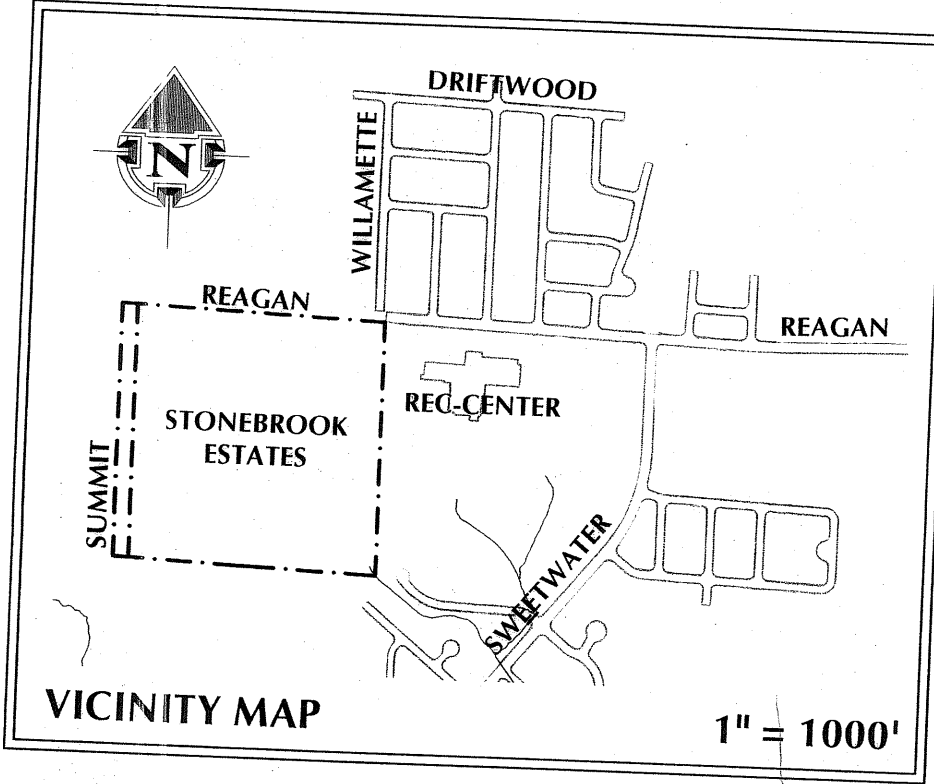 DRIFTWOOD
WILLAMETTE
N
REAGAN
REAGAN
REC-CENTER
STONEBROOK
ESTATES
SUMMIT
SWEETWATER
VICINITY MAP
1" = 1000'